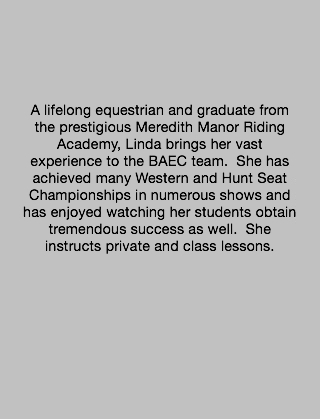 A lifelong equestrian and graduate from
the prestigious Meredith Manor Riding
Academy, Linda brings her vast
experience to the BAEC team.  She has
achieved many Western and Hunt Seat
Championships in numerous shows and
has enjoyed watching her students obtain
tremendous success as well.  She
instructs private and class lessons.